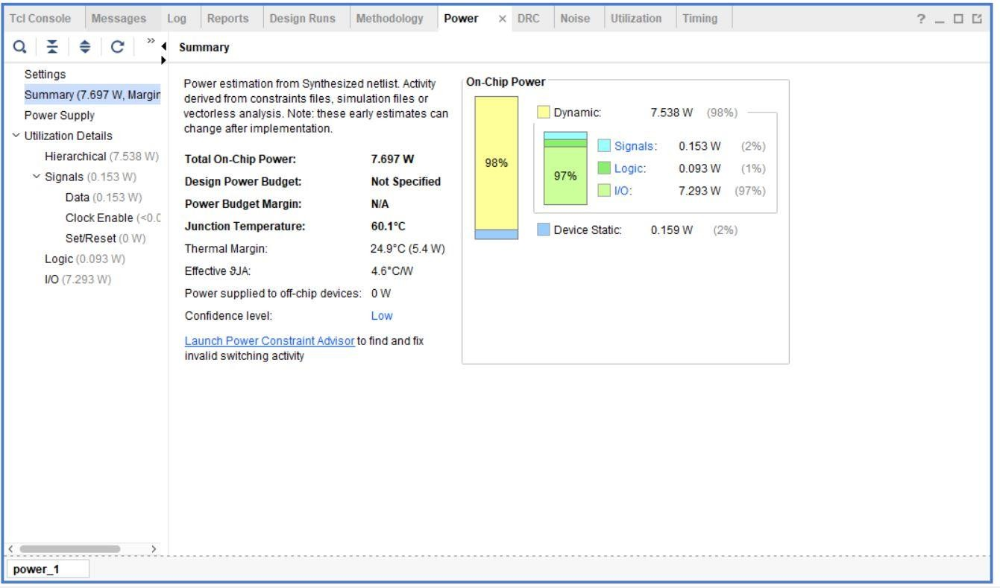 Tcl Console Messages Log Reports Design Runs Methodology Power × DRC Noise Utilization Timing ? _
Summary
Settings
Summary (7.697 W, Margin
Power Supply
Utilization Details
Hierarchical (7.538 W)
Signals (0.153 W)
Data (0.153 W)
Clock Enable (<0.0
Set/Reset (0 W)
Logic (0.093 W)
I/O (7.293 W)
Power estimation from Synthesized netlist. Activity
derived from constraints files, simulation files or
vectorless analysis. Note: these early estimates can
change after implementation.
Total On-Chip Power: 7.697 W
Design Power Budget: Not Specified
Power Budget Margin: N/A
Junction Temperature: 60.1°C
Thermal Margin: 24.9°C (5.4 W)
Effective ϑJA: 4.6°C/W
Power supplied to off-chip devices: 0 W
Confidence level: Low
Launch Power Constraint Advisor to find and fix
invalid switching activity
On-Chip Power
Dynamic: 7.538 W (98%)
98%
Signals: 0.153 W (2%)
Logic: 0.093 W (1%)
97%
I/O: 7.293 W (97%)
Device Static: 0.159 W (2%)
power_1